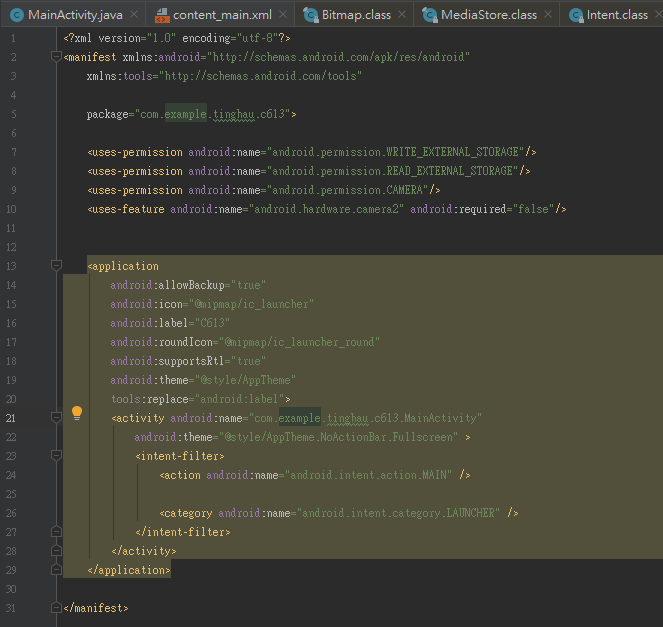 MainActivity.java × content_main.xml × Bitmap.class × MediaStore.class × Intent.class ×
1 <?xml version="1.0" encoding="utf-8"?>
2 <manifest xmlns:android="http://schemas.android.com/apk/res/android"
3 xmlns:tools="http://schemas.android.com/tools"
4
5 package="com.example.tinghau.c613">
6
7 <uses-permission android:name="android.permission.WRITE_EXTERNAL_STORAGE"/>
8 <uses-permission android:name="android.permission.READ_EXTERNAL_STORAGE"/>
9 <uses-permission android:name="android.permission.CAMERA"/>
10 <uses-feature android:name="android.hardware.camera2" android:required="false"/>
11
12
13 <application
14 android:allowBackup="true"
15 android:icon="@mipmap/ic_launcher"
16 android:label="C613"
17 android:roundIcon="@mipmap/ic_launcher_round"
18 android:supportsRtl="true"
19 android:theme="@style/AppTheme"
20 tools:replace="android:label">
21 <activity android:name="com.example.tinghau.c613.MainActivity"
22 android:theme="@style/AppTheme.NoActionBar.Fullscreen" >
23 <intent-filter>
24 <action android:name="android.intent.action.MAIN" />
25
26 <category android:name="android.intent.category.LAUNCHER" />
27 </intent-filter>
28 </activity>
29 </application>
30
31 </manifest>